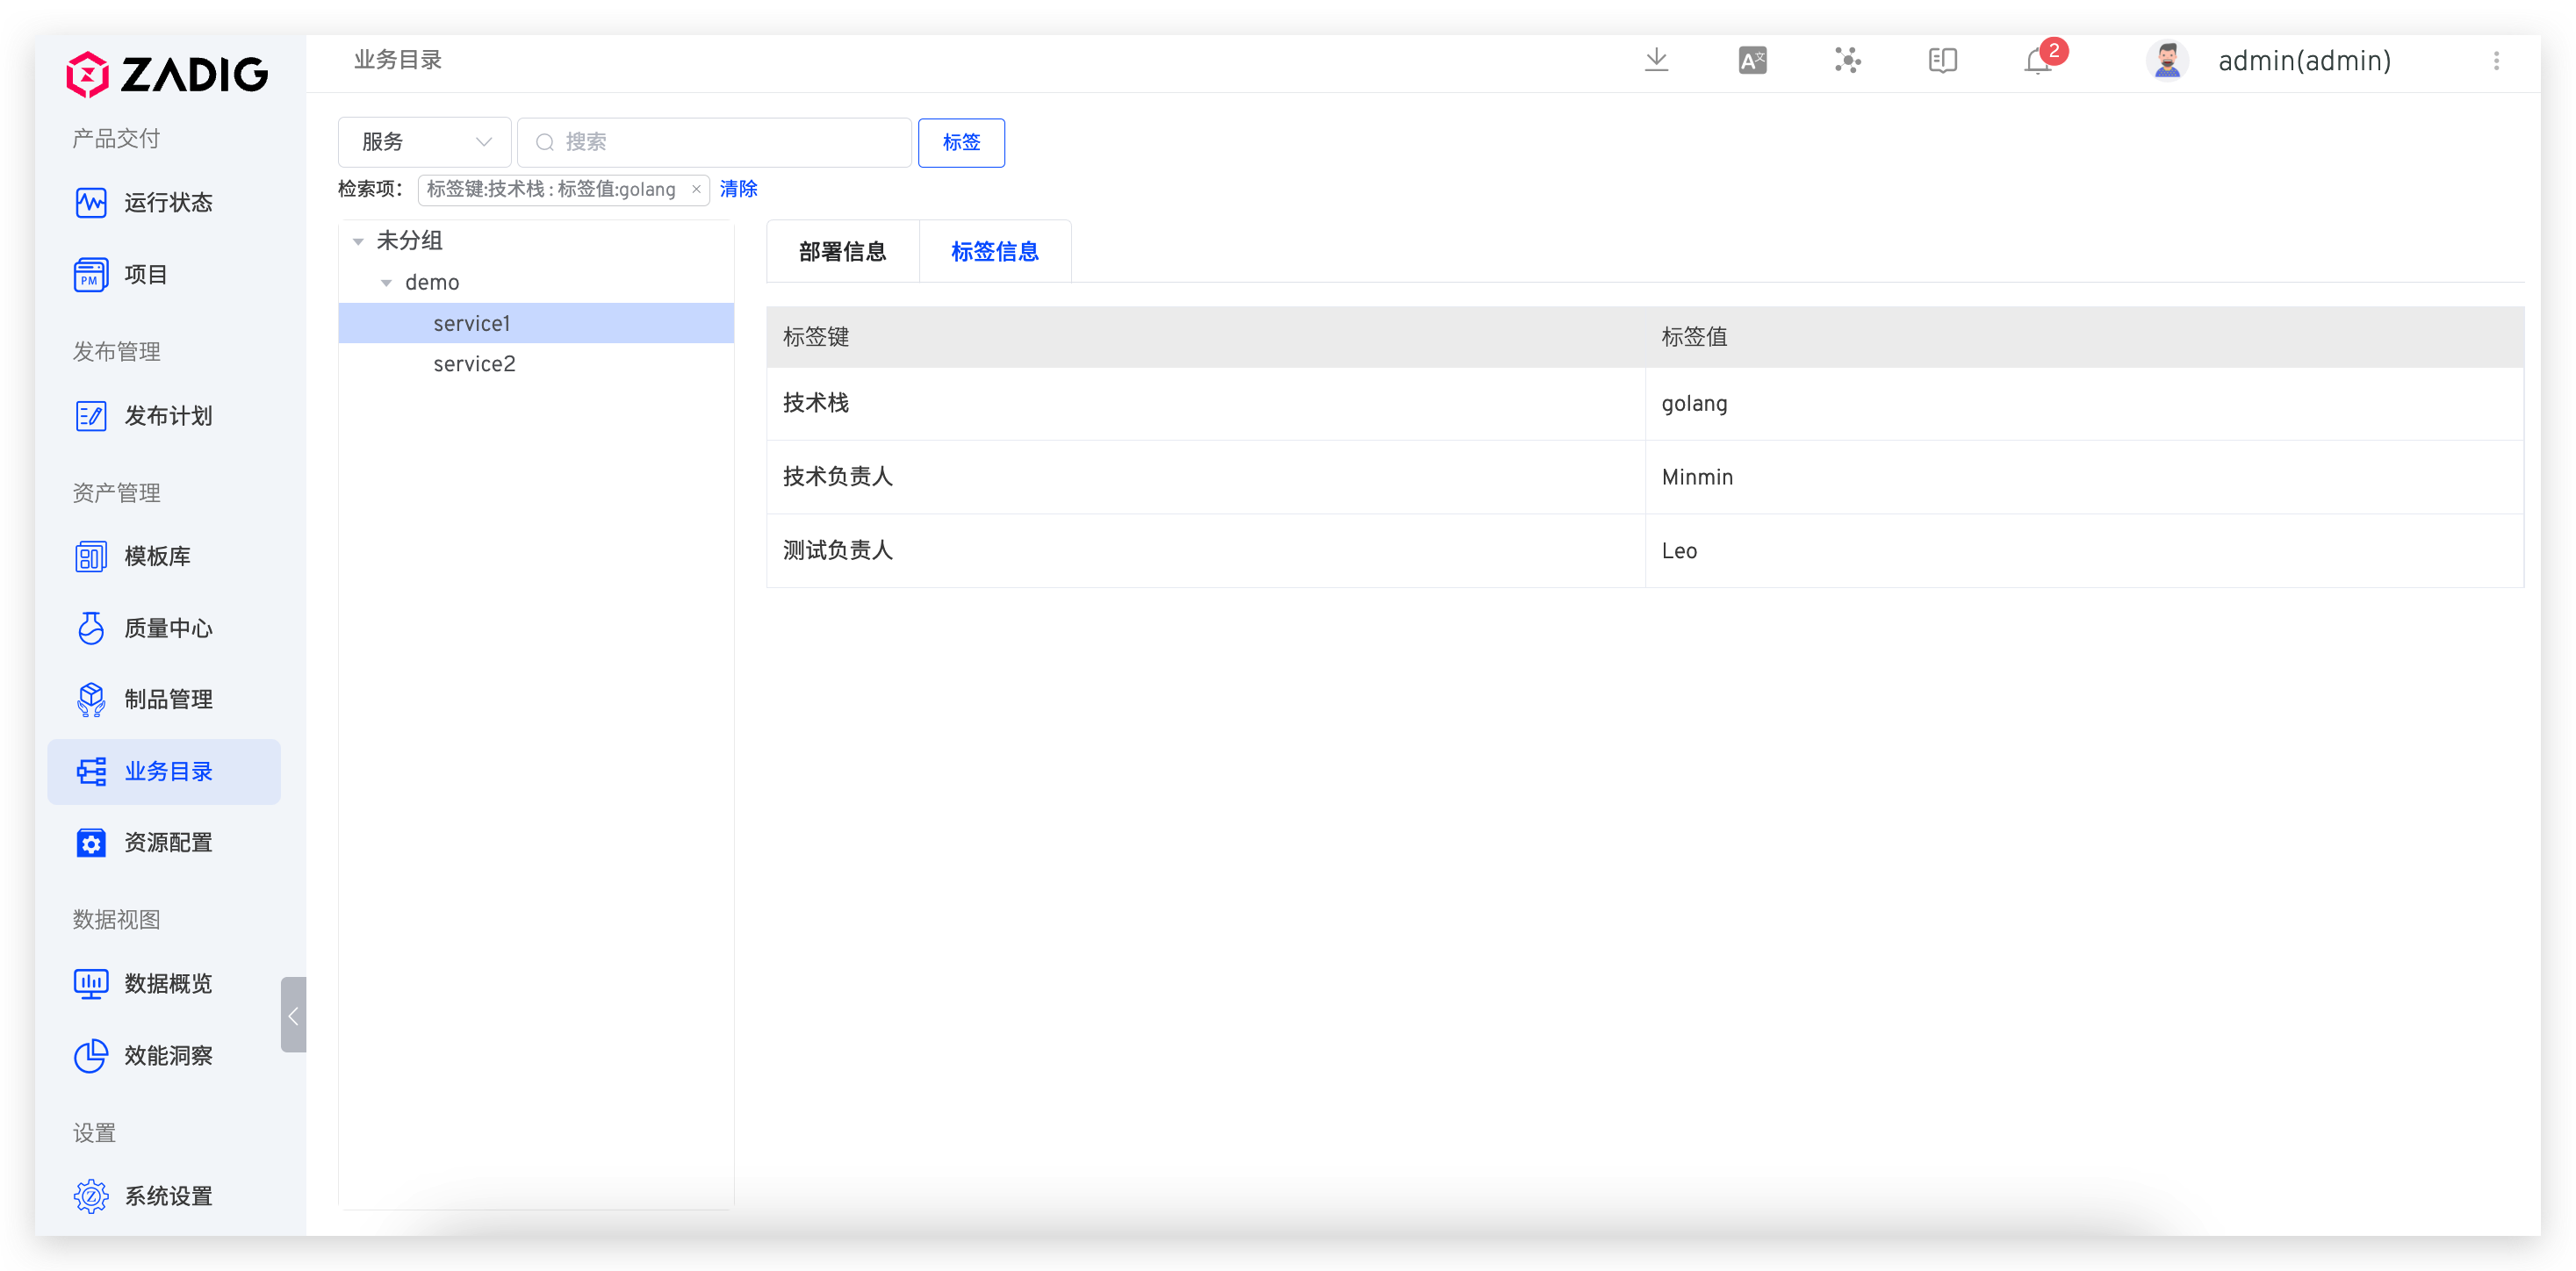 ZADIG
产品交付
运行状态
PM
项目
发布管理
发布计划
资产管理
模板库
质量中心
制品管理
业务目录
资源配置
数据视图
数据概览
效能洞察
设置
Z
系统设置
业务目录
A文
2
admin(admin)
服务
搜索
标签
检索项： 标签键:技术栈 : 标签值:golang × 清除
未分组
demo
service1
service2
部署信息 标签信息
标签键 标签值
技术栈 golang
技术负责人 Minmin
测试负责人 Leo